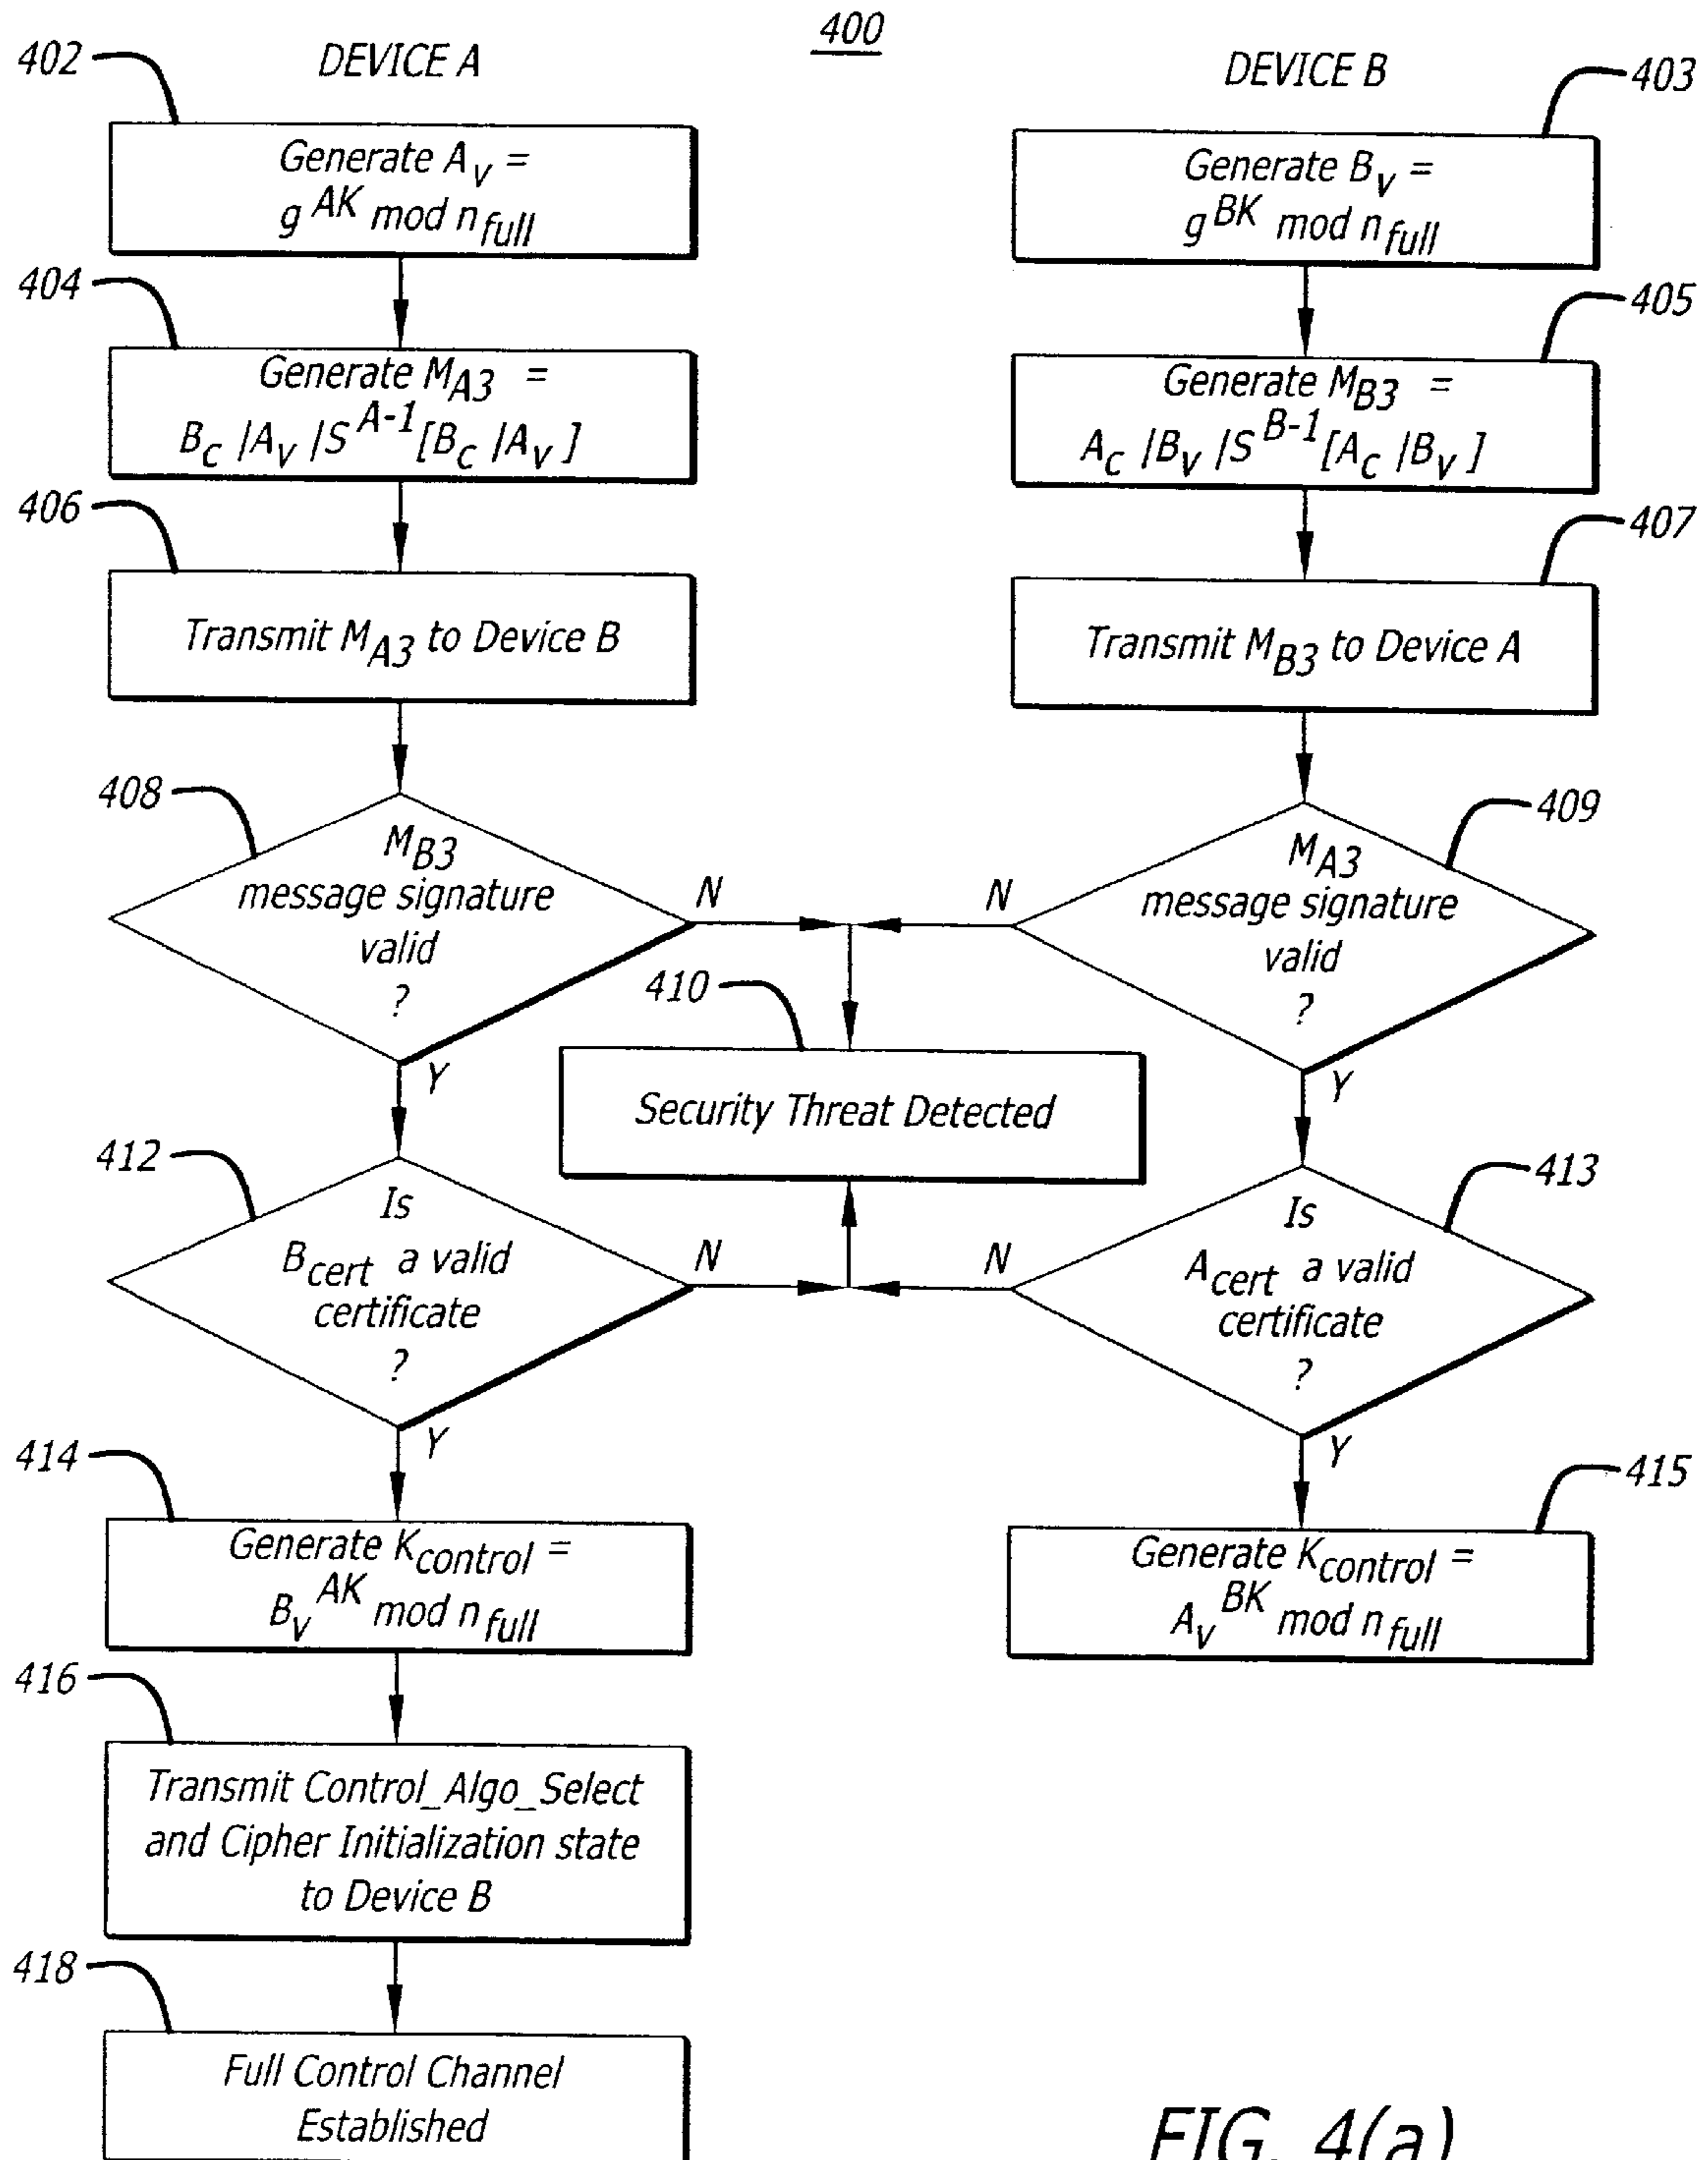 400
402
DEVICE A
DEVICE B
403
Generate A_v =
g^AK mod n_full
Generate B_v =
g^BK mod n_full
404
405
Generate M_A3 =
B_c |A_v |S^A-1 [B_c |A_v ]
Generate M_B3 =
A_c |B_v |S^B-1 [A_c |B_v ]
406
407
Transmit M_A3 to Device B
Transmit M_B3 to Device A
408
409
M_B3
message signature
valid
?
N
Y
M_A3
message signature
valid
?
N
Y
410
Security Threat Detected
412
413
Is
B_cert a valid
certificate
?
N
Y
Is
A_cert a valid
certificate
?
N
Y
414
415
Generate K_control =
B_v^AK mod n_full
Generate K_control =
A_v^BK mod n_full
416
Transmit Control_Algo_Select
and Cipher Initialization state
to Device B
418
Full Control Channel
Established
FIG. 4(a)